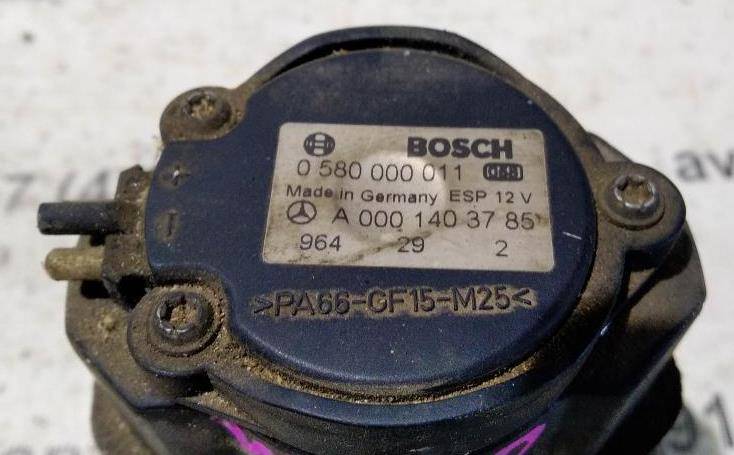 BOSCH
0 580 000 011
Made in Germany ESP 12 V
A 000 140 37 85
964 29 2
>PA66-GF15-M25<
+
-